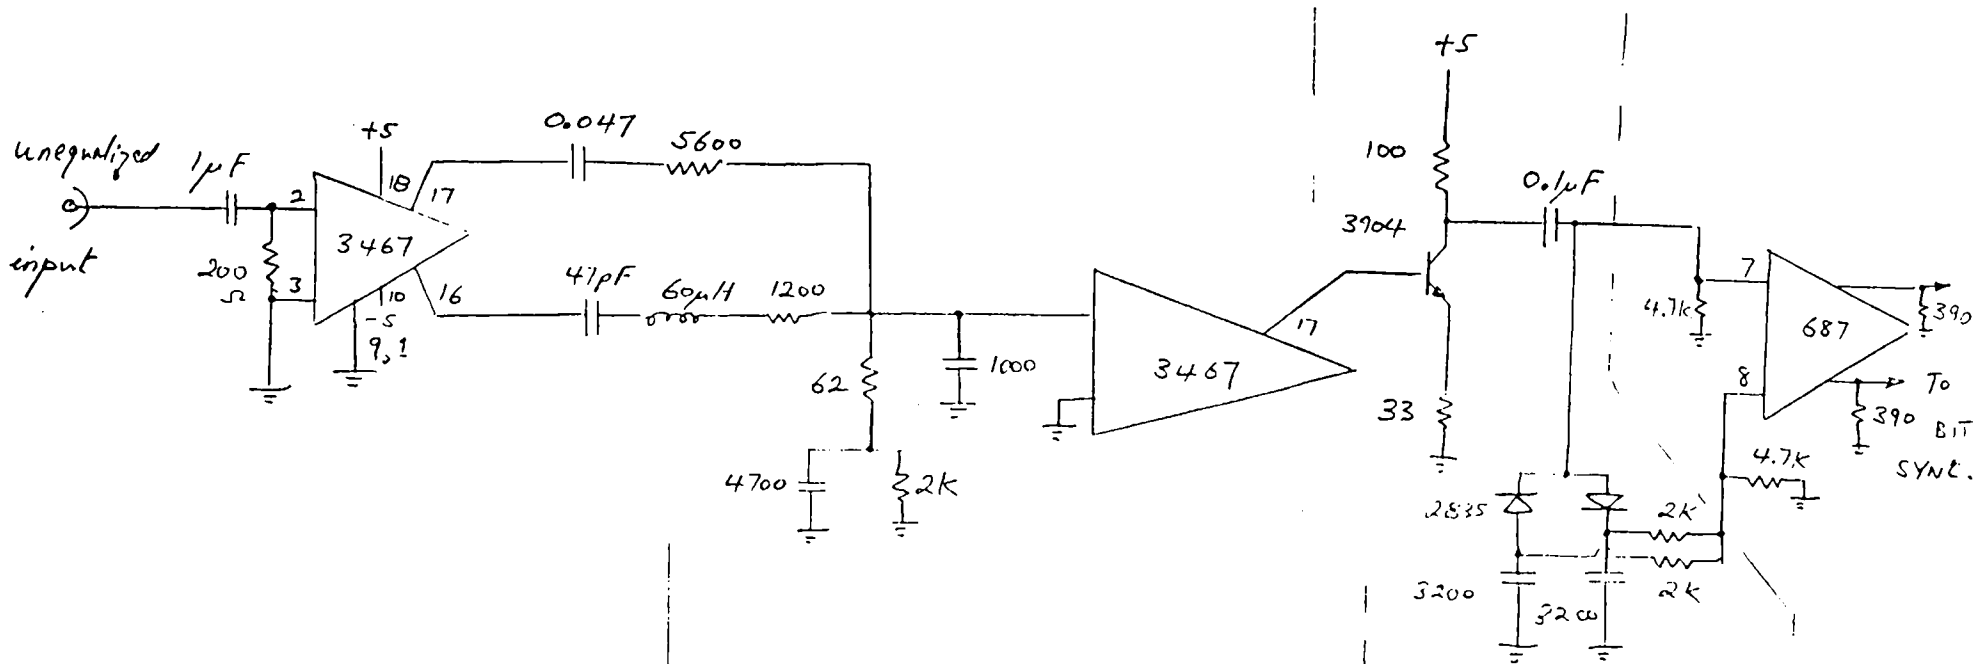 unequalized
input
1µF
200
Ω
2
3
+5
18
17
3467
10
-5
9, 1
16
0.047
5600
47pF
60µH
1200
62
1000
4700
2K
3467
17
+5
100
3904
33
0.1µF
4.7K
7
8
687
390
390
To
BIT
SYNC.
4.7K
2835
2K
2K
3200
3200